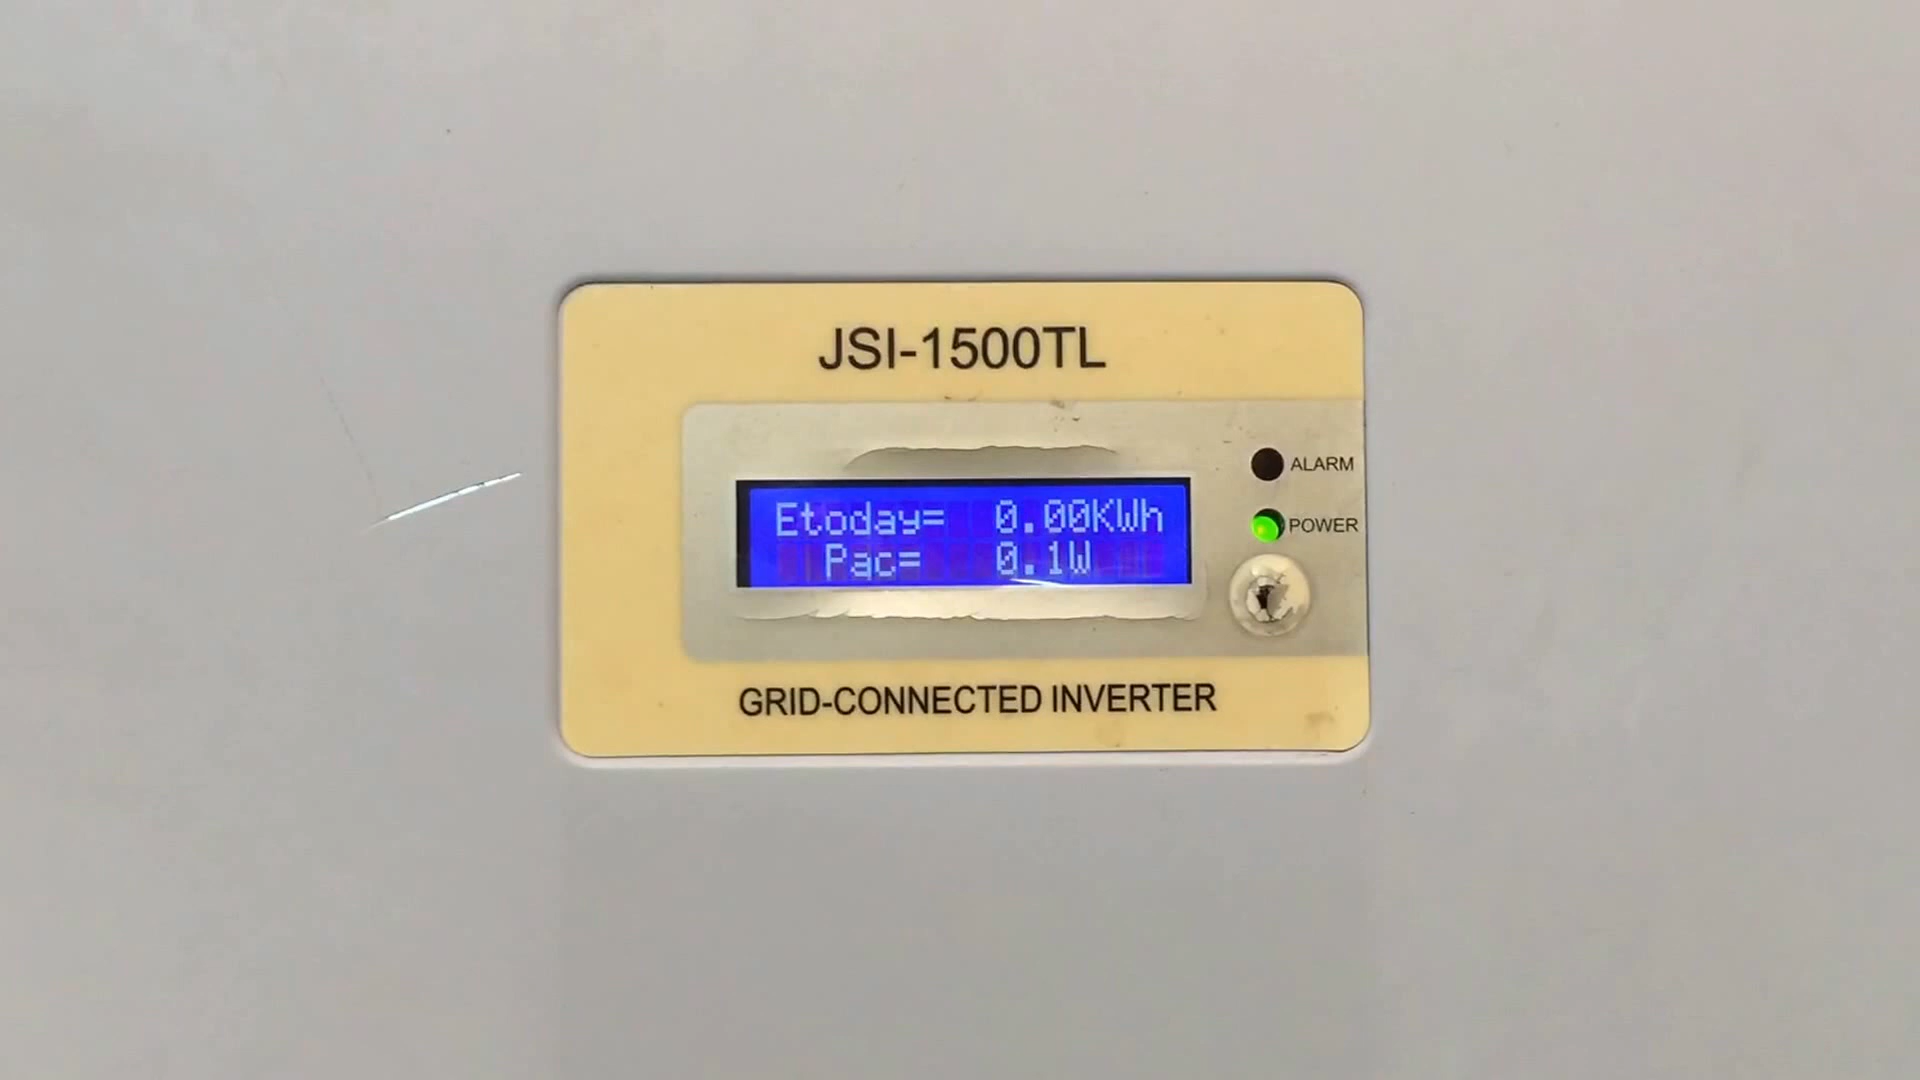 JSI-1500TL
Etoday= 0.00KWh
Pac= 0.1W
ALARM
POWER
GRID-CONNECTED INVERTER